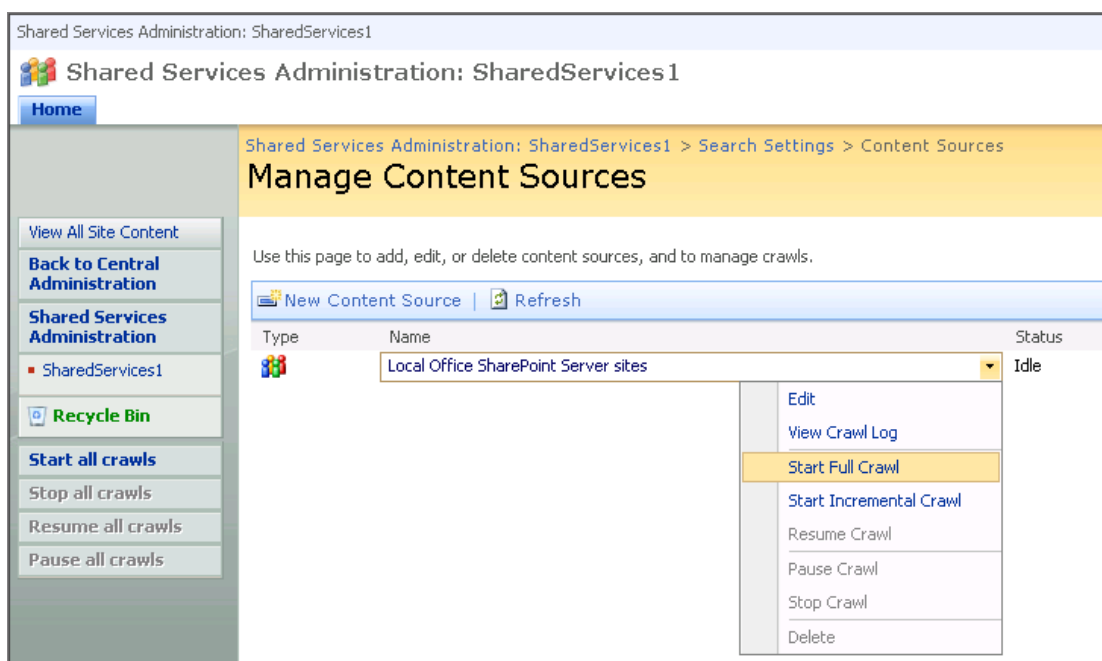 Shared Services Administration: SharedServices1
Shared Services Administration: SharedServices1
Home
Shared Services Administration: SharedServices1 > Search Settings > Content Sources
Manage Content Sources
View All Site Content
Back to Central
Administration
Shared Services
Administration
SharedServices1
Recycle Bin
Start all crawls
Stop all crawls
Resume all crawls
Pause all crawls
Use this page to add, edit, or delete content sources, and to manage crawls.
New Content Source | Refresh
Type Name Status
Local Office SharePoint Server sites Idle
Edit
View Crawl Log
Start Full Crawl
Start Incremental Crawl
Resume Crawl
Pause Crawl
Stop Crawl
Delete